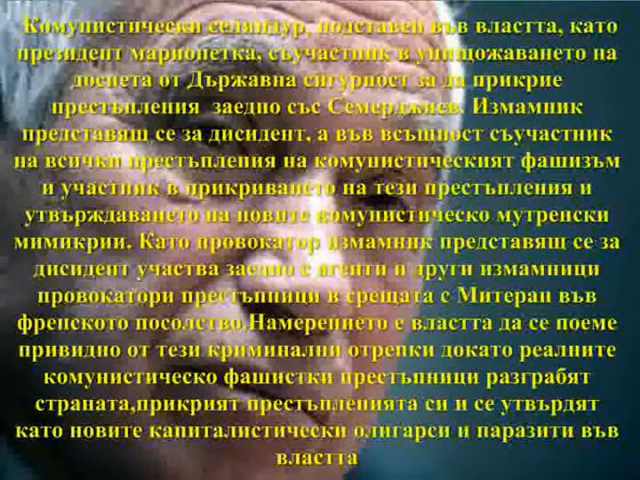 Комунистически селяндур, подставен във властта, като
президент марионетка, съучастник в унищожаването на
досиета от Държавна сигурност за да прикрие
престъпления заедно със Семерджиев. Измамник
представящ се за дисидент, а във всъщност съучастник
на всички престъпления на комунистическият фашизъм
и участник в прикриването на тези престъпления и
утвърждаването на новите комунистическо мутренски
мимикрии. Като провокатор измамник представящ се за
дисидент участва заедно с агенти и други измамници
провокатори престъпници в срещата с Митеран във
френското посолство.Намерението е властта да се поеме
привидно от тези криминални отрепки докато реалните
комунистическо фашистки престъпници разграбят
страната,прикрият престъпленията си и се утвърдят
като новите капиталистически олигарси и паразити във
властта